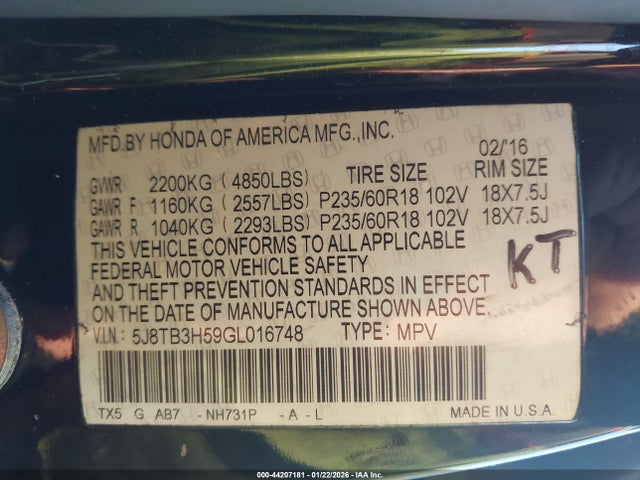 MFD.BY HONDA OF AMERICA MFG.,INC.
02/'16
TIRE SIZE RIM SIZE
GVWR 2200KG (4850LBS)
GAWR F 1160KG (2557LBS) P235/60R18 102V 18X7.5J
GAWR R 1040KG (2293LBS) P235/60R18 102V 18X7.5J
THIS VEHICLE CONFORMS TO ALL APPLICABLE
FEDERAL MOTOR VEHICLE SAFETY
AND THEFT PREVENTION STANDARDS IN EFFECT
ON THE DATE OF MANUFACTURE SHOWN ABOVE.
KT
V.I.N.: 5J8TB3H59GL016748 TYPE: MPV
TX5 G AB7 - NH731P - A - L
MADE IN U.S.A.
000-44207181 - 01/22/2026 - IAA Inc.